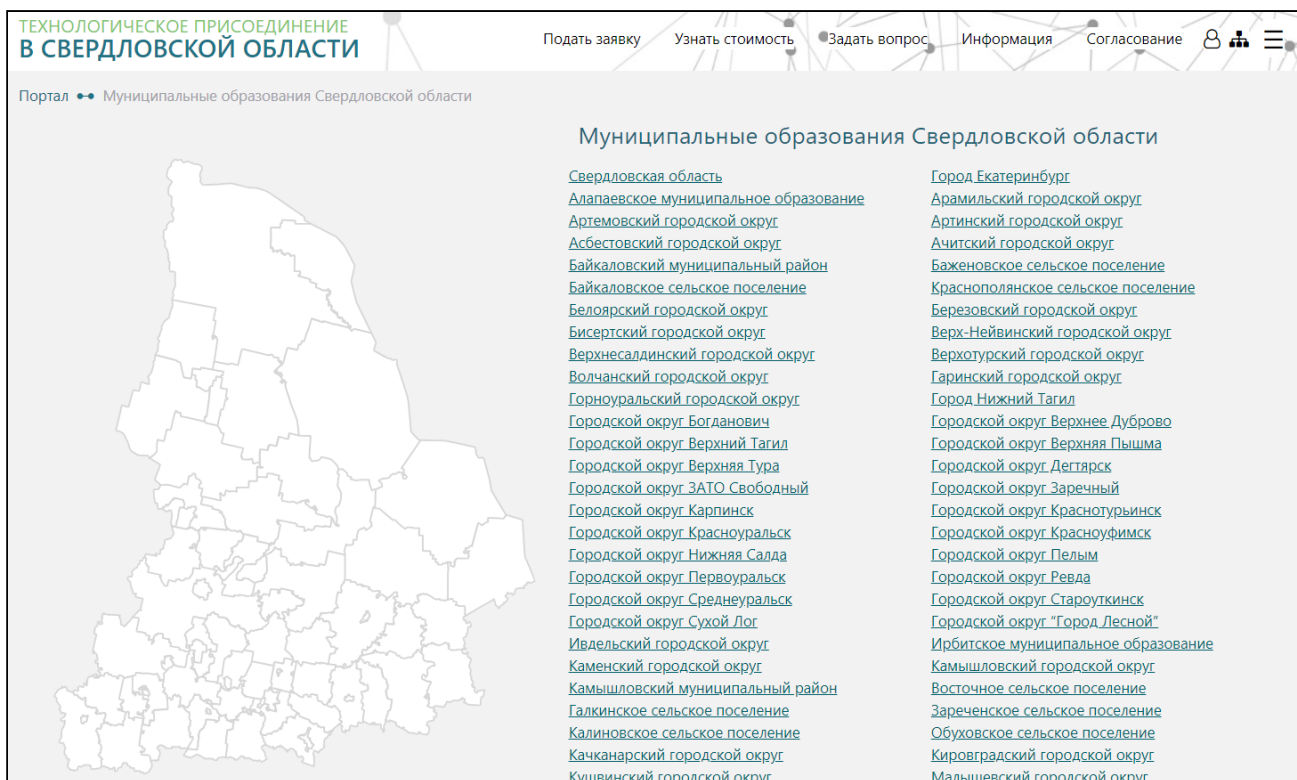 ТЕХНОЛОГИЧЕСКОЕ ПРИСОЕДИНЕНИЕ
В СВЕРДЛОВСКОЙ ОБЛАСТИ
Подать заявку Узнать стоимость Задать вопрос Информация Согласование
Портал Муниципальные образования Свердловской области
Муниципальные образования Свердловской области
Свердловская область Город Екатеринбург
Алапаевское муниципальное образование Арамильский городской округ
Артемовский городской округ Артинский городской округ
Асбестовский городской округ Ачитский городской округ
Байкаловский муниципальный район Баженовское сельское поселение
Байкаловское сельское поселение Краснополянское сельское поселение
Белоярский городской округ Березовский городской округ
Бисертский городской округ Верх-Нейвинский городской округ
Верхнесалдинский городской округ Верхотурский городской округ
Волчанский городской округ Гаринский городской округ
Горноуральский городской округ Город Нижний Тагил
Городской округ Богданович Городской округ Верхнее Дуброво
Городской округ Верхний Тагил Городской округ Верхняя Пышма
Городской округ Верхняя Тура Городской округ Дегтярск
Городской округ ЗАТО Свободный Городской округ Заречный
Городской округ Карпинск Городской округ Краснотурьинск
Городской округ Красноуральск Городской округ Красноуфимск
Городской округ Нижняя Салда Городской округ Пелым
Городской округ Первоуральск Городской округ Ревда
Городской округ Среднеуральск Городской округ Староуткинск
Городской округ Сухой Лог Городской округ "Город Лесной"
Ивдельский городской округ Ирбитское муниципальное образование
Каменский городской округ Камышловский городской округ
Камышловский муниципальный район Восточное сельское поселение
Галкинское сельское поселение Зареченское сельское поселение
Калиновское сельское поселение Обуховское сельское поселение
Качканарский городской округ Кировградский городской округ
Кушвинский городской округ Малышевский городской округ